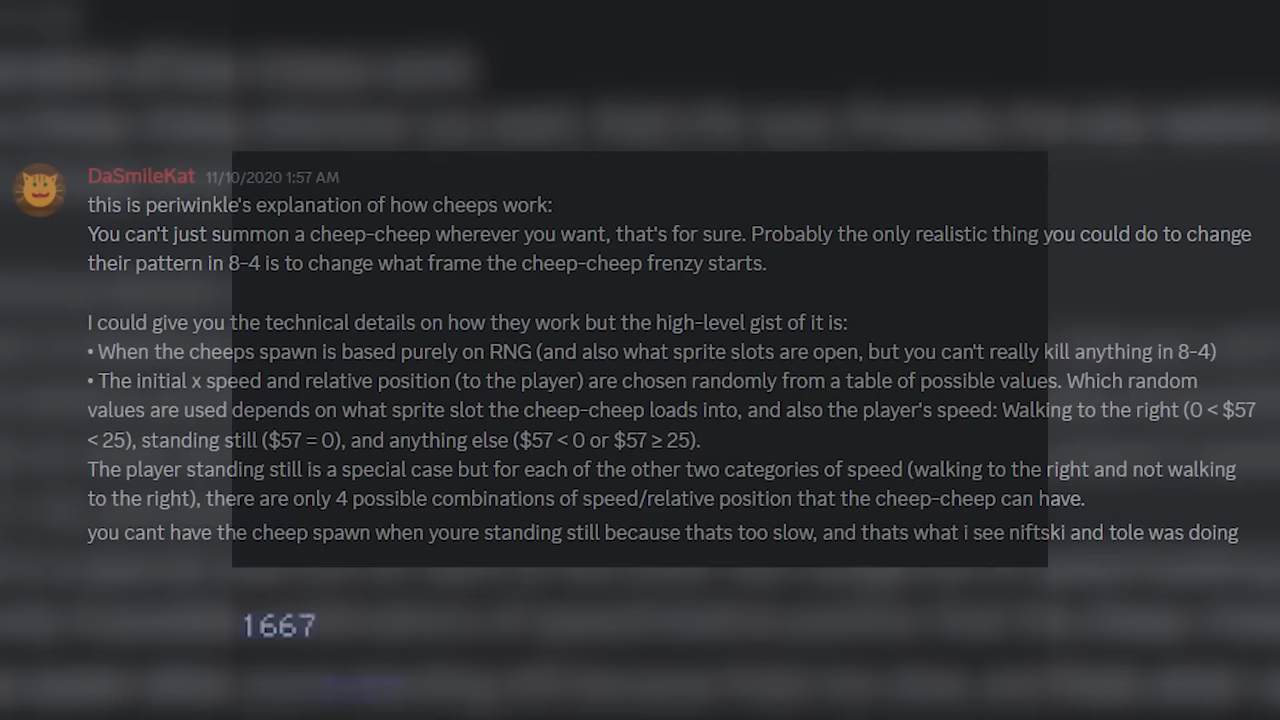 DaSmileKat 11/10/2020 1:57 AM
this is periwinkle's explanation of how cheeps work:
You can't just summon a cheep-cheep wherever you want, that's for sure. Probably the only realistic thing you could do to change
their pattern in 8-4 is to change what frame the cheep-cheep frenzy starts.
I could give you the technical details on how they work but the high-level gist of it is:
• When the cheeps spawn is based purely on RNG (and also what sprite slots are open, but you can't really kill anything in 8-4)
• The initial x speed and relative position (to the player) are chosen randomly from a table of possible values. Which random
values are used depends on what sprite slot the cheep-cheep loads into, and also the player's speed: Walking to the right (0 < $57
< 25), standing still ($57 = 0), and anything else ($57 < 0 or $57 ≥ 25).
The player standing still is a special case but for each of the other two categories of speed (walking to the right and not walking
to the right), there are only 4 possible combinations of speed/relative position that the cheep-cheep can have.
you cant have the cheep spawn when youre standing still because thats too slow, and thats what i see niftski and tole was doing
1667